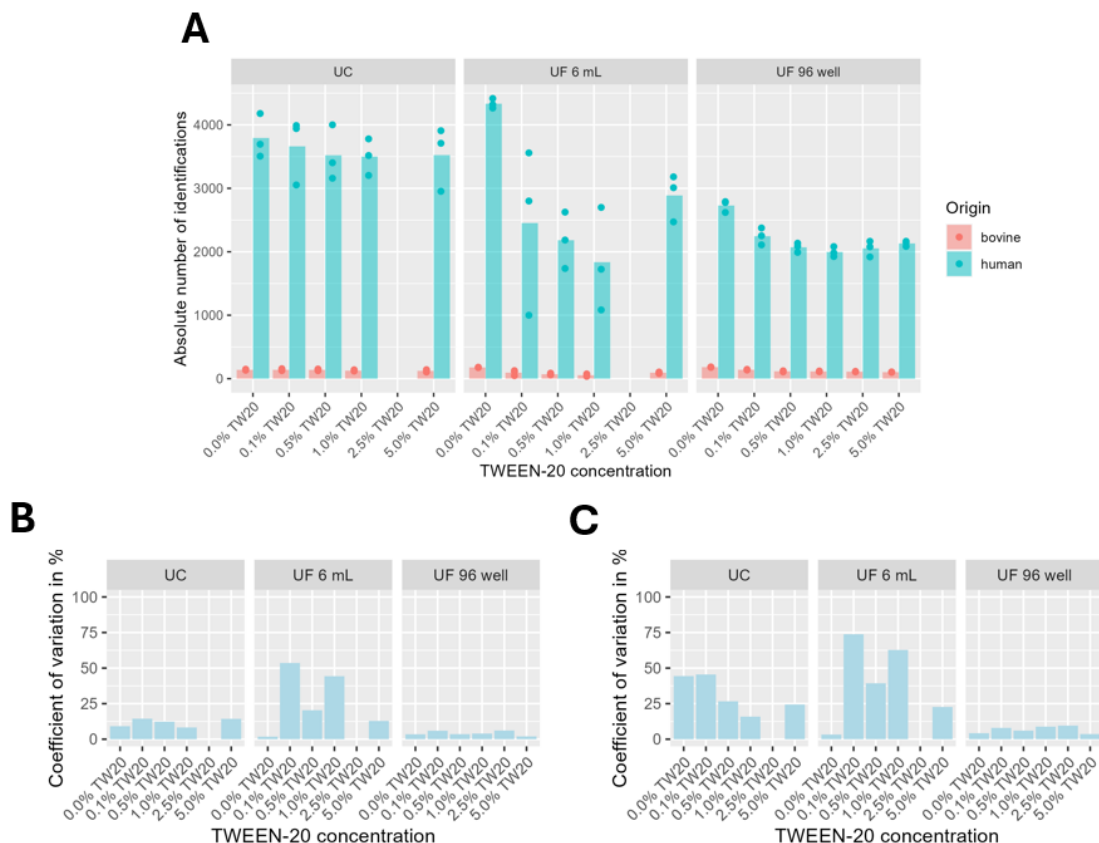 A
UC
UF 6 mL
UF 96 well
Absolute number of identifications
4000
3000
2000
1000
0
0.0% TW20
0.1% TW20
0.5% TW20
1.0% TW20
2.5% TW20
5.0% TW20
0.0% TW20
0.1% TW20
0.5% TW20
1.0% TW20
2.5% TW20
5.0% TW20
0.0% TW20
0.1% TW20
0.5% TW20
1.0% TW20
2.5% TW20
5.0% TW20
TWEEN-20 concentration
Origin
bovine
human
B
UC
UF 6 mL
UF 96 well
Coefficient of variation in %
100
75
50
25
0
0.0% TW20
0.1% TW20
0.5% TW20
1.0% TW20
2.5% TW20
5.0% TW20
0.0% TW20
0.1% TW20
0.5% TW20
1.0% TW20
2.5% TW20
5.0% TW20
0.0% TW20
0.1% TW20
0.5% TW20
1.0% TW20
2.5% TW20
5.0% TW20
TWEEN-20 concentration
C
UC
UF 6 mL
UF 96 well
Coefficient of variation in %
100
75
50
25
0
0.0% TW20
0.1% TW20
0.5% TW20
1.0% TW20
2.5% TW20
5.0% TW20
0.0% TW20
0.1% TW20
0.5% TW20
1.0% TW20
2.5% TW20
5.0% TW20
0.0% TW20
0.1% TW20
0.5% TW20
1.0% TW20
2.5% TW20
5.0% TW20
TWEEN-20 concentration